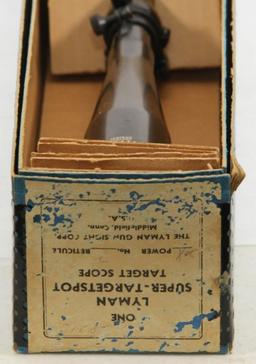 ONE
LYMAN
SUPER-TARGETSPOT
TARGET SCOPE
POWER No. RETICULE
THE LYMAN GUN SIGHT CORP.
Middlefield, Conn.
U.S.A.